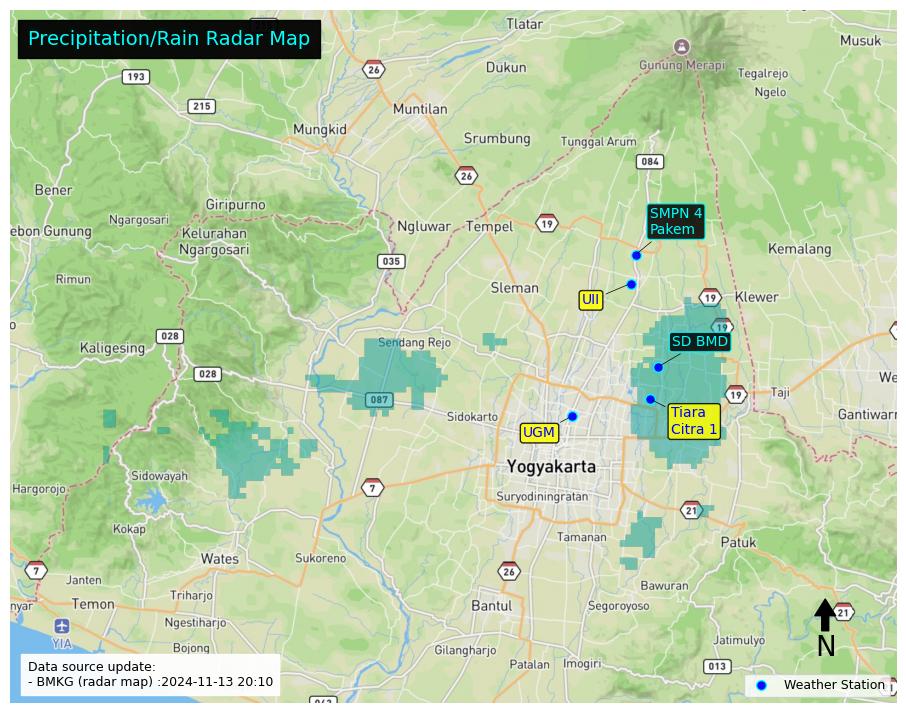 Precipitation/Rain Radar Map
Tlatar
Musuk
26
Dukun
Gunung Merapi
193
Tegalrejo
Ngelo
215
Muntilan
Mungkid
Srumbung
Tunggal Arum
084
26
Bener
Giripurno
SMPN 4
Pakem
Ngargosari
Ngluwar
Tempel
19
ebon Gunung
Kelurahan
Ngargosari
Kemalang
035
Rimun
Sleman
UII
19
Klewer
19
028
Kaligesing
Sendang Rejo
SD BMD
028
We
087
19
Taji
Sidokarto
Tiara
Citra 1
Gantiwarn
UGM
Yogyakarta
Sidowayah
Hargorojo
7
Suryodiningratan
21
Kokap
Tamanan
Patuk
Wates
Sukoreno
7
26
Janten
Bawuran
Triharjo
nyar
Temon
Bantul
Segoroyoso
21
Ngestiharjo
YIA
N
Bojong
Gilangharjo
Jatimulyo
Patalan
Imogiri
013
Data source update:
- BMKG (radar map) :2024-11-13 20:10
Weather Station